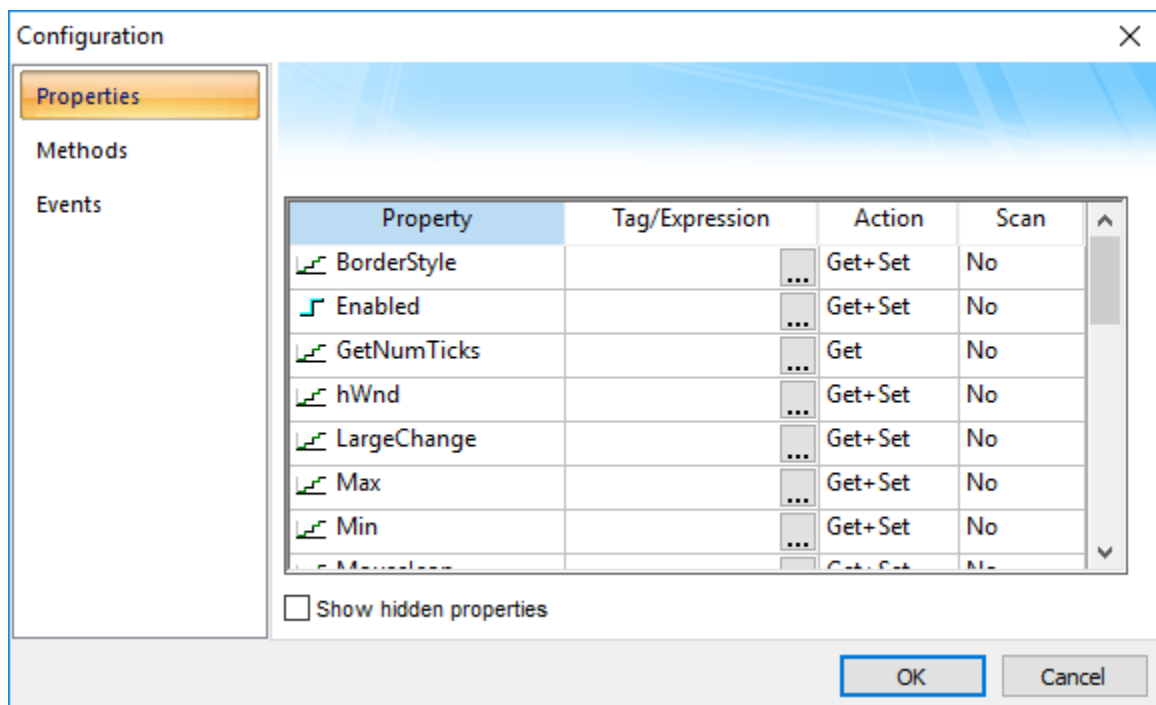 Configuration
Properties
Methods
Events
Property Tag/Expression Action Scan
BorderStyle ... Get+Set No
Enabled ... Get+Set No
GetNumTicks ... Get No
hWnd ... Get+Set No
LargeChange ... Get+Set No
Max ... Get+Set No
Min ... Get+Set No
Show hidden properties
OK Cancel